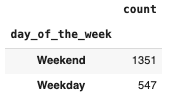 count
day_of_the_week
Weekend 1351
Weekday 547